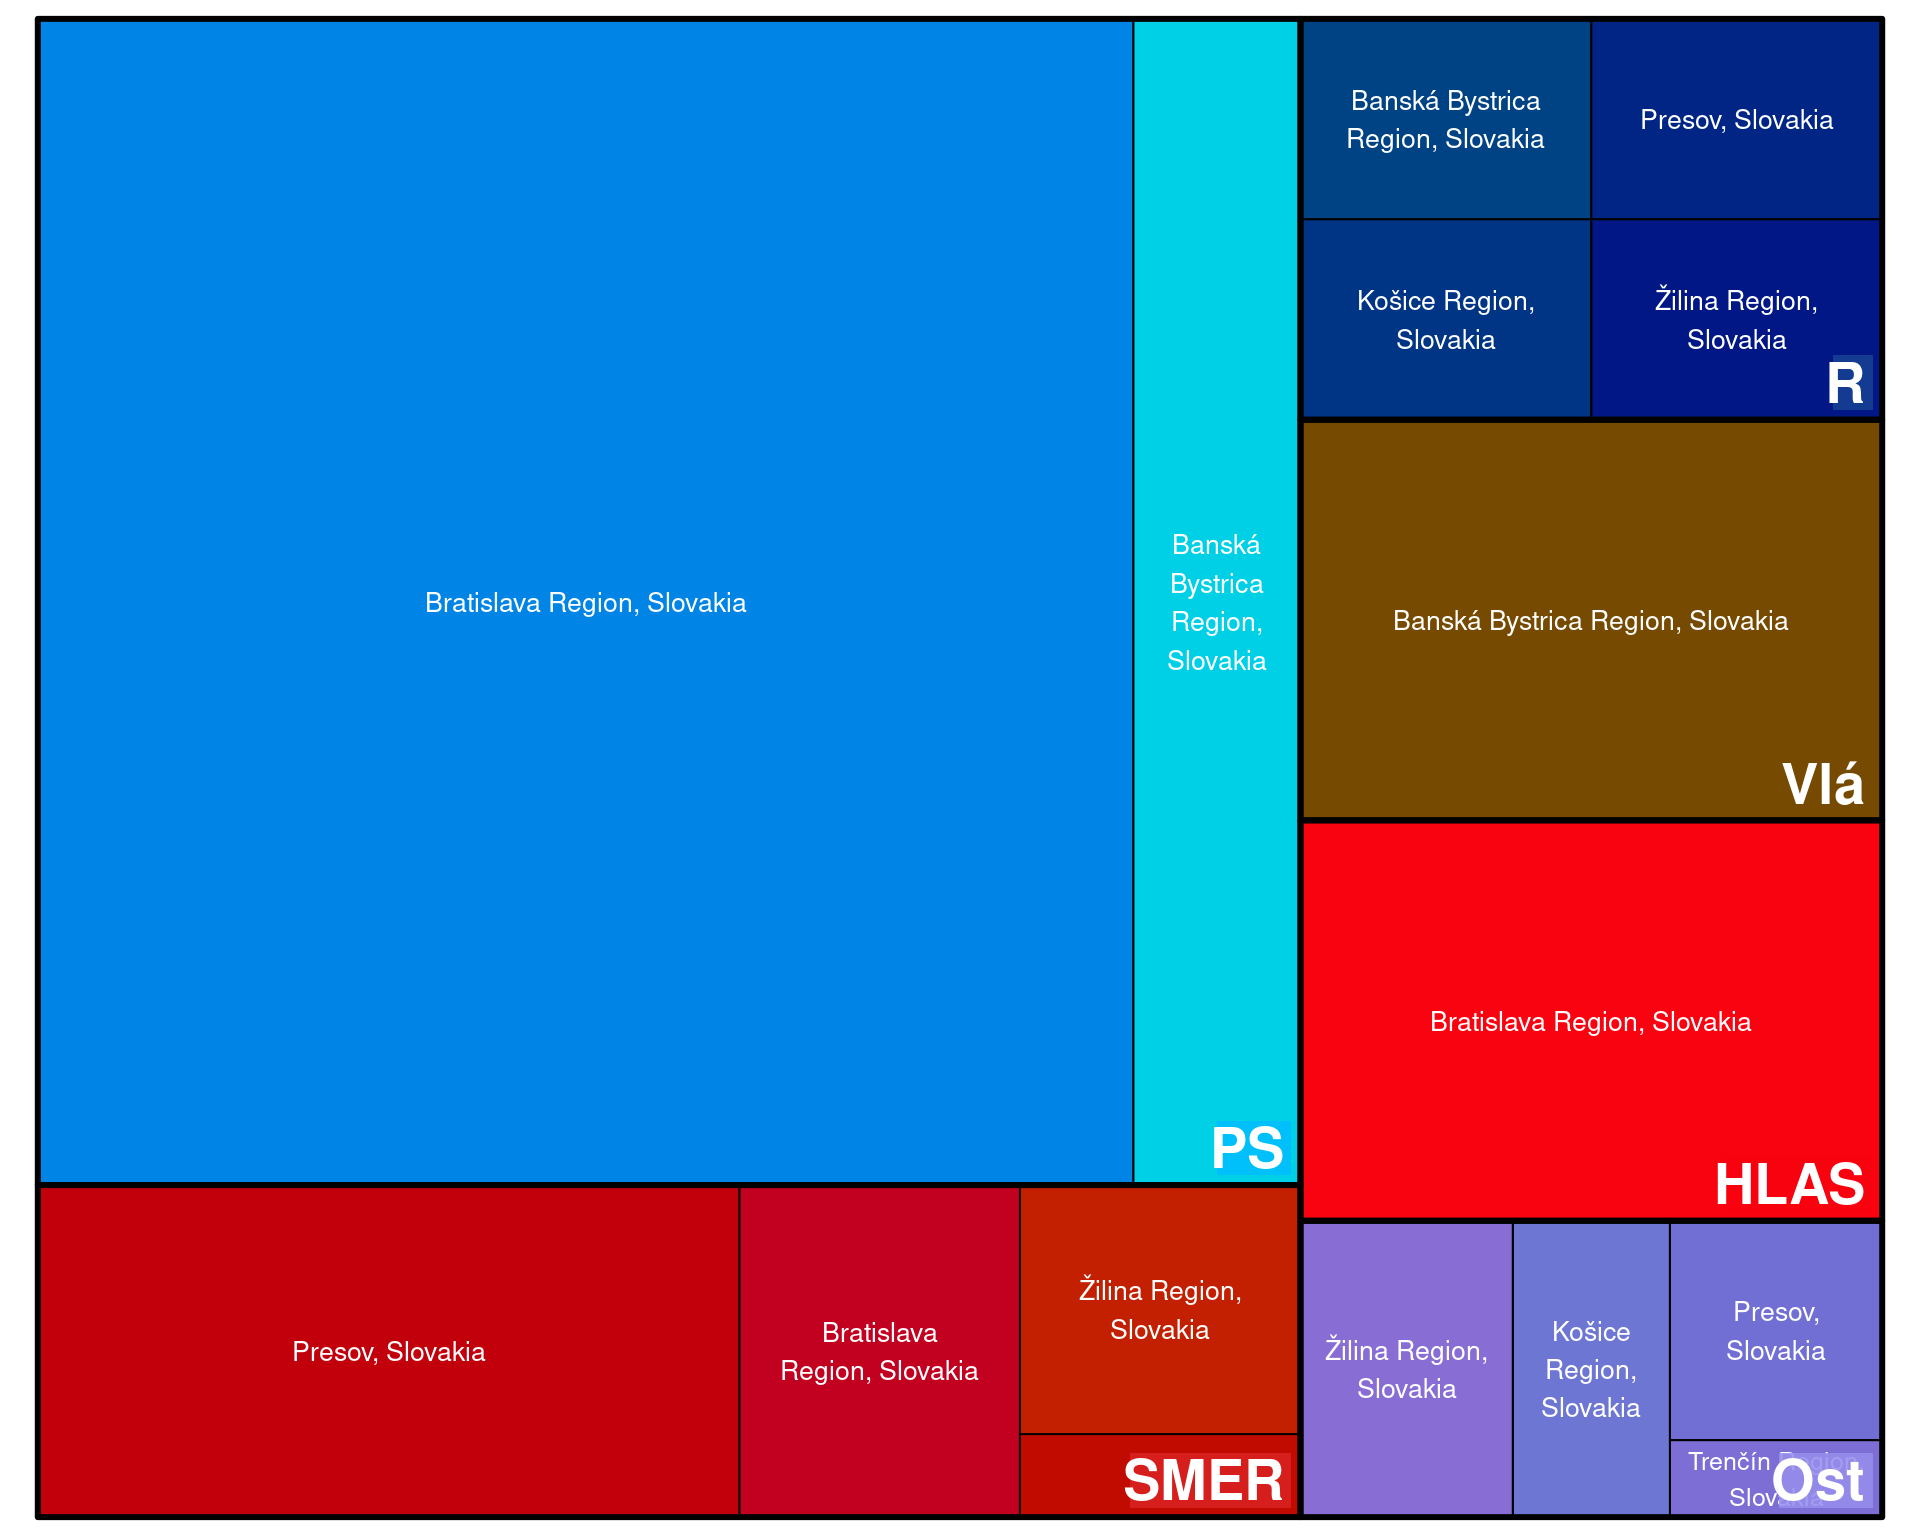 Bratislava Region, Slovakia
Banská
Bystrica
Region,
Slovakia
PS
Presov, Slovakia
Bratislava
Region, Slovakia
Žilina Region,
Slovakia
SMER
Banská Bystrica
Region, Slovakia
Presov, Slovakia
Košice Region,
Slovakia
Žilina Region,
Slovakia
R
Banská Bystrica Region, Slovakia
Vlá
Bratislava Region, Slovakia
HLAS
Žilina Region,
Slovakia
Košice
Region,
Slovakia
Presov,
Slovakia
Trenčín Region,
Slovakia
Ost